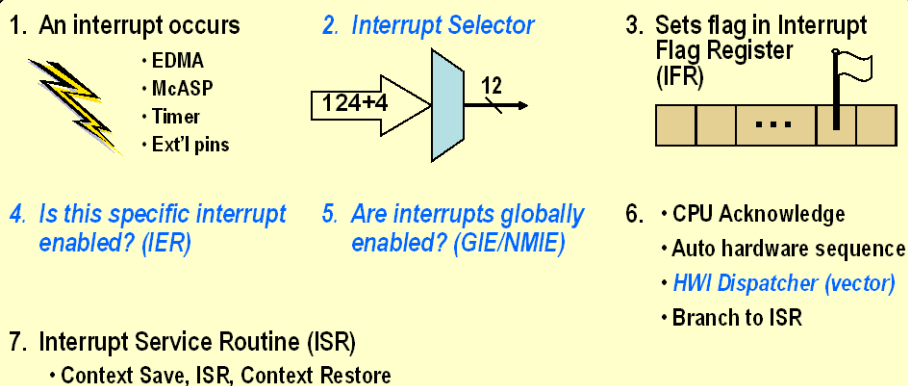 1. An interrupt occurs
• EDMA
• McASP
• Timer
• Ext'l pins
2. Interrupt Selector
124+4
12
3. Sets flag in Interrupt
Flag Register
(IFR)
...
4. Is this specific interrupt
enabled? (IER)
5. Are interrupts globally
enabled? (GIE/NMIE)
6. • CPU Acknowledge
• Auto hardware sequence
• HWI Dispatcher (vector)
• Branch to ISR
7. Interrupt Service Routine (ISR)
• Context Save, ISR, Context Restore